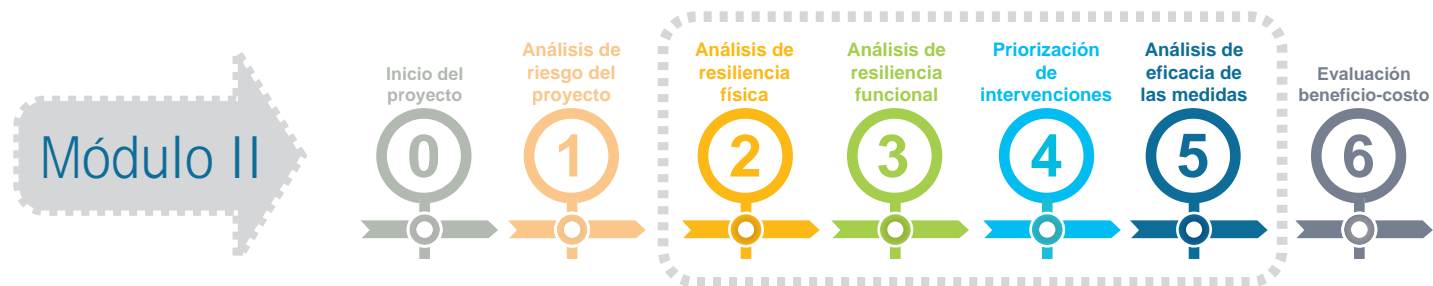 Módulo II
Inicio del
proyecto
0
Análisis de
riesgo del
proyecto
1
Análisis de
resiliencia
física
2
Análisis de
resiliencia
funcional
3
Priorización
de
intervenciones
4
Análisis de
eficacia de
las medidas
5
Evaluación
beneficio-costo
6